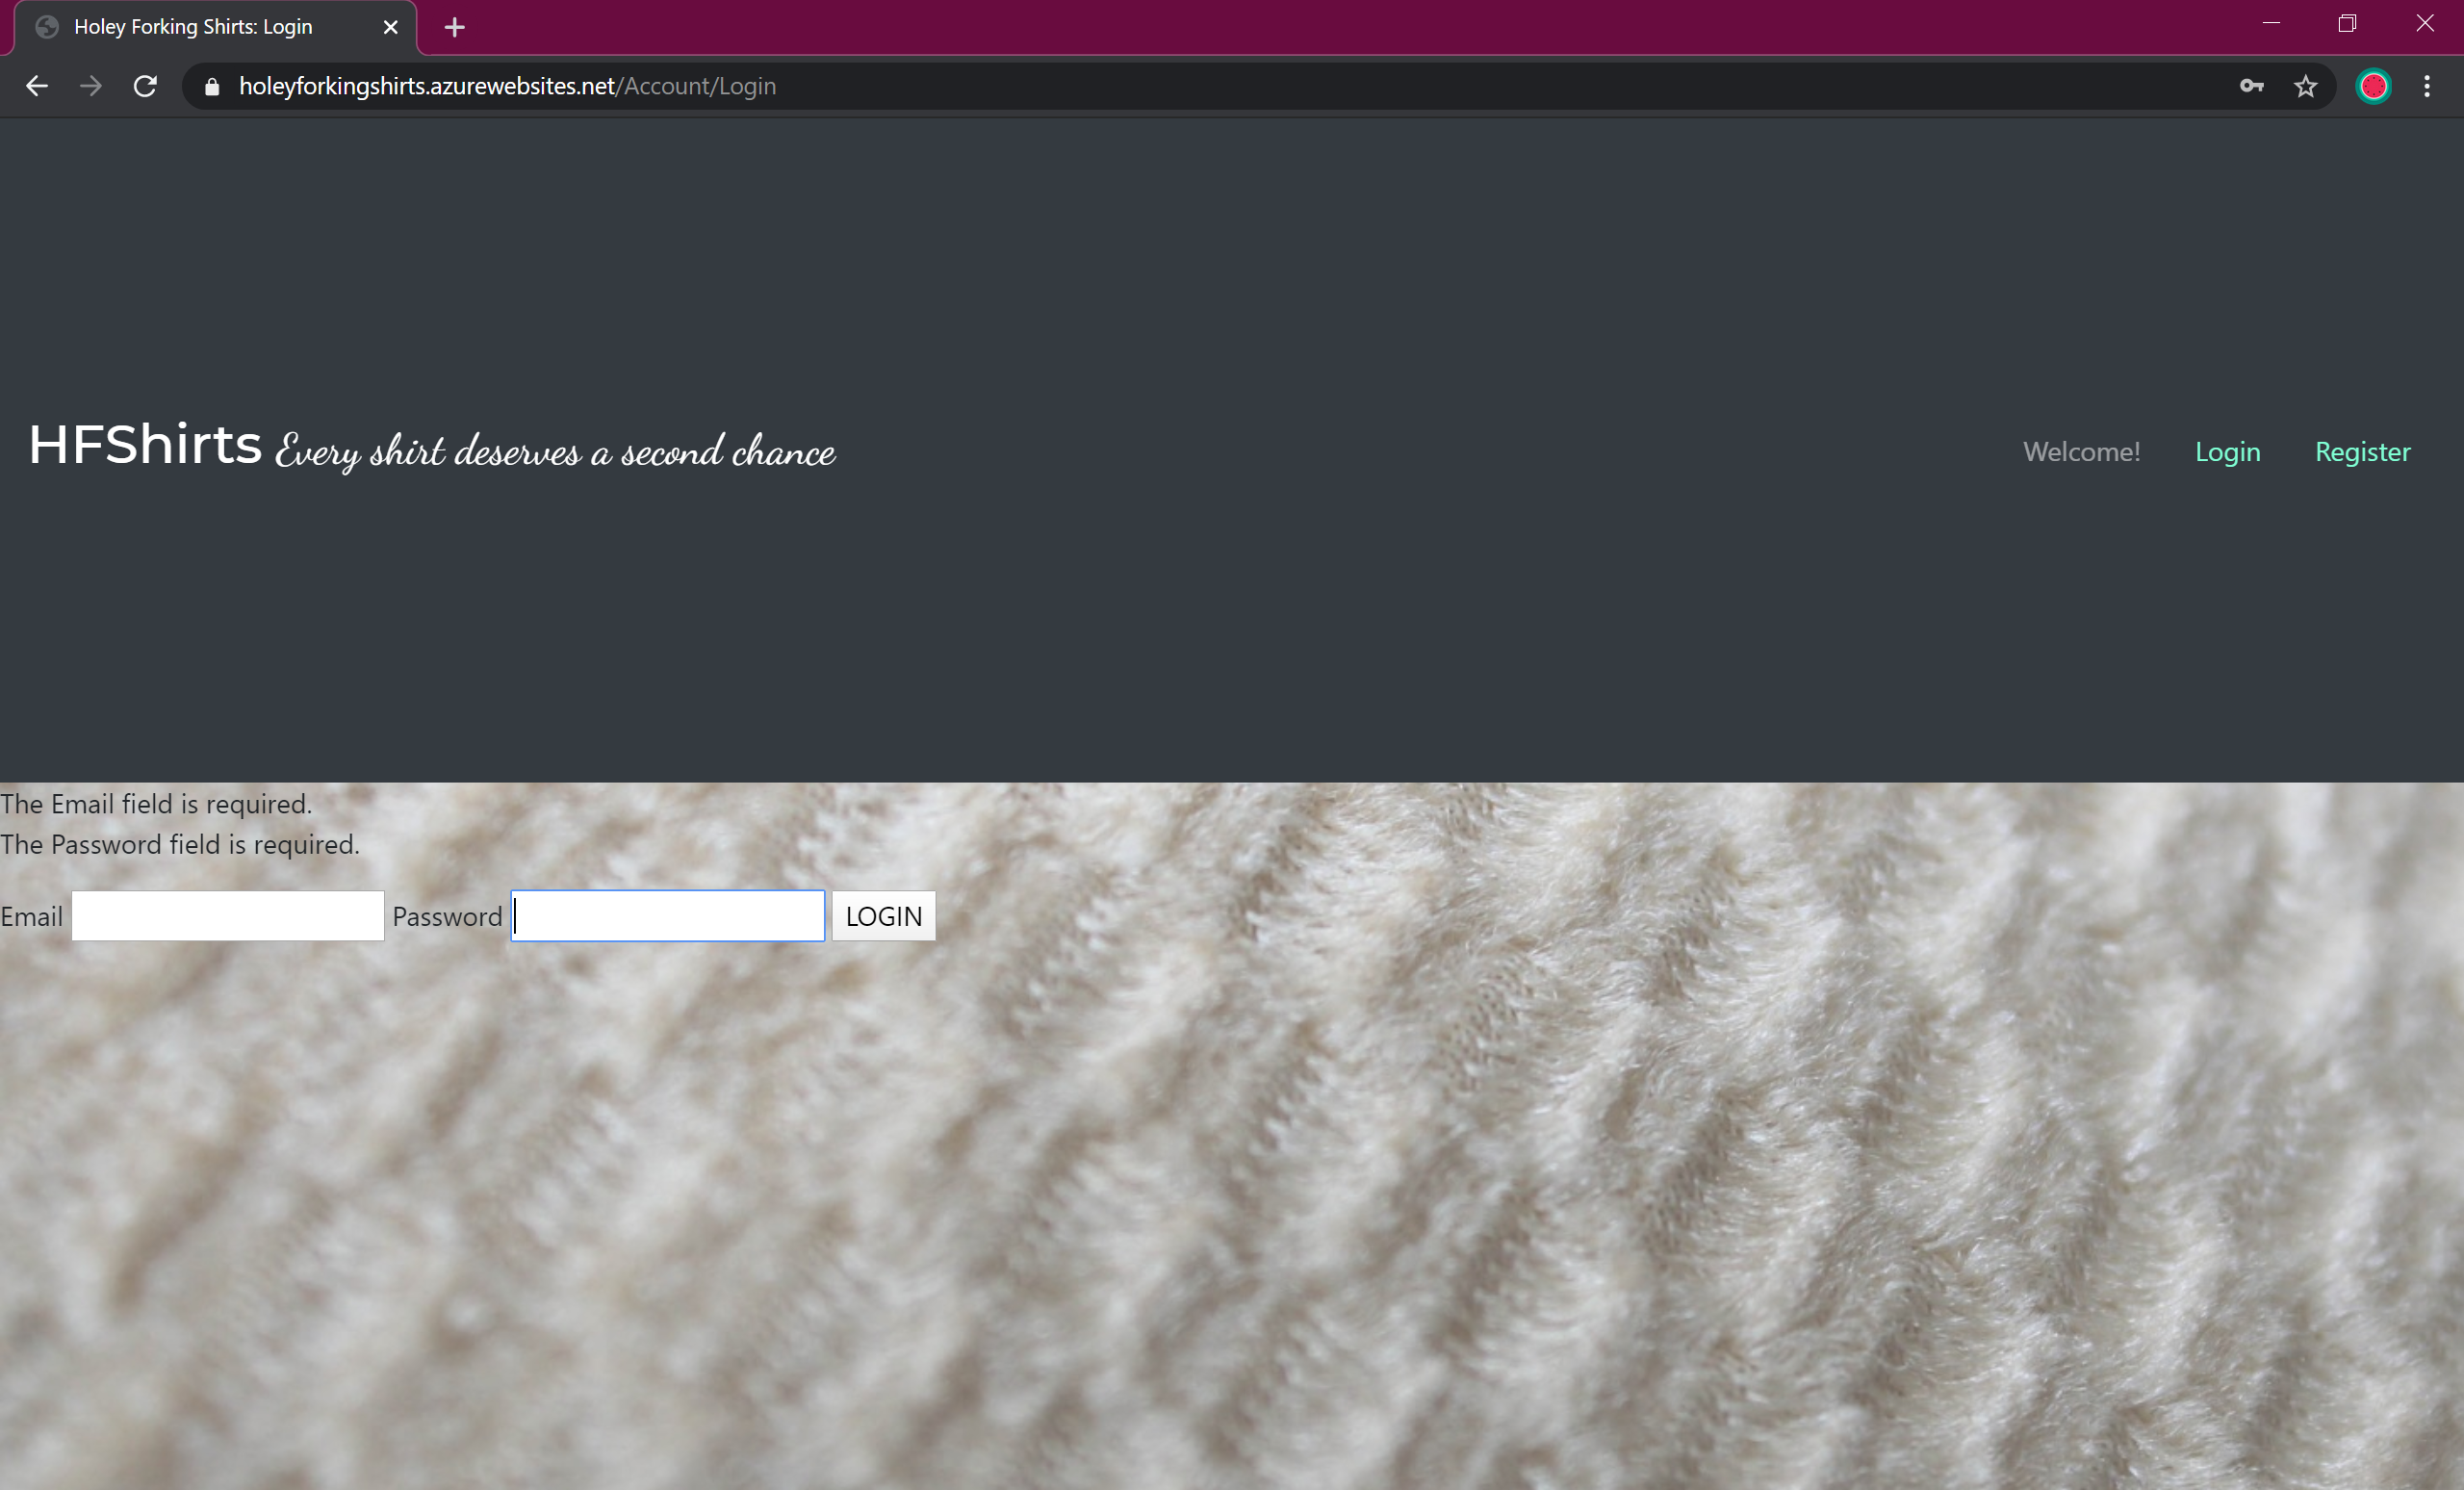 Holey Forking Shirts: Login
holeyforkingshirts.azurewebsites.net/Account/Login
HFShirts Every shirt deserves a second chance
Welcome! Login Register
The Email field is required.
The Password field is required.
Email Password LOGIN